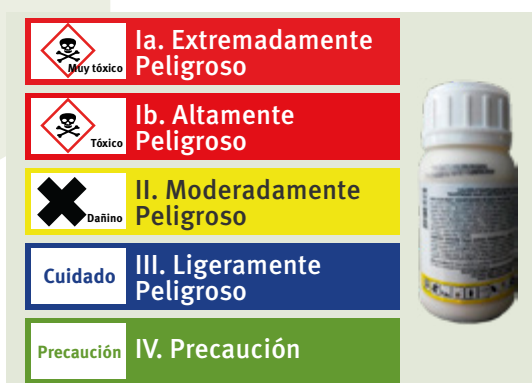 Muy tóxico
Ia. Extremadamente
Peligroso
Tóxico
Ib. Altamente
Peligroso
Dañino
II. Moderadamente
Peligroso
Cuidado
III. Ligeramente
Peligroso
Precaución
IV. Precaución